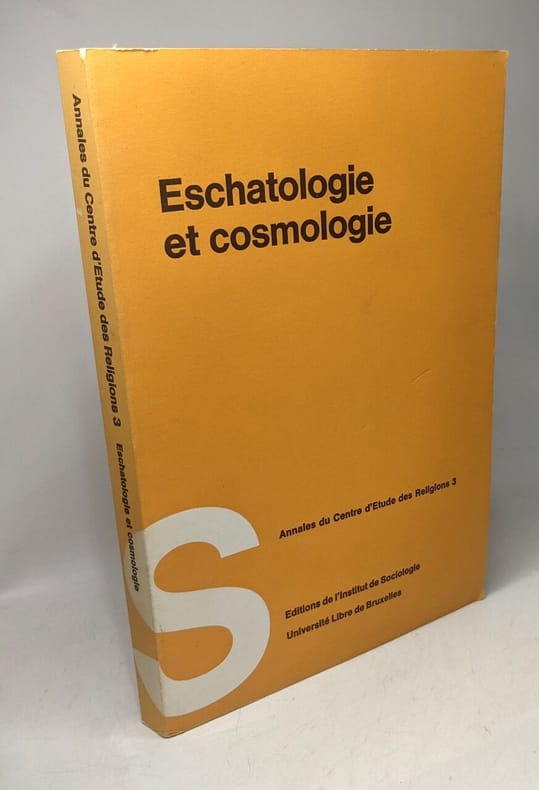 Eschatologie
et cosmologie
Annales du Centre d'Etude des Religions 3
Editions de l'Institut de Sociologie
Université Libre de Bruxelles
S
Annales du Centre d'Etude des Religions 3 Eschatologie et cosmologie